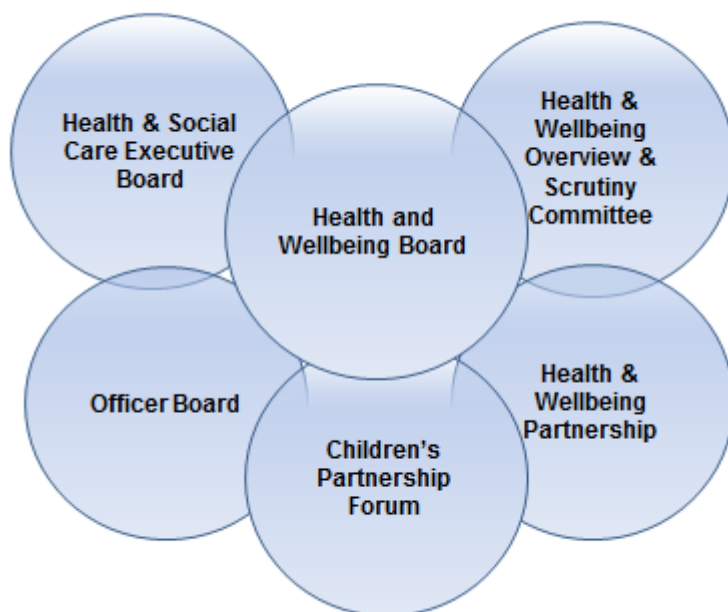 Health & Social
Care Executive
Board
Health and
Wellbeing Board
Health &
Wellbeing
Overview &
Scrutiny
Committee
Officer Board
Children’s
Partnership
Forum
Health &
Wellbeing
Partnership